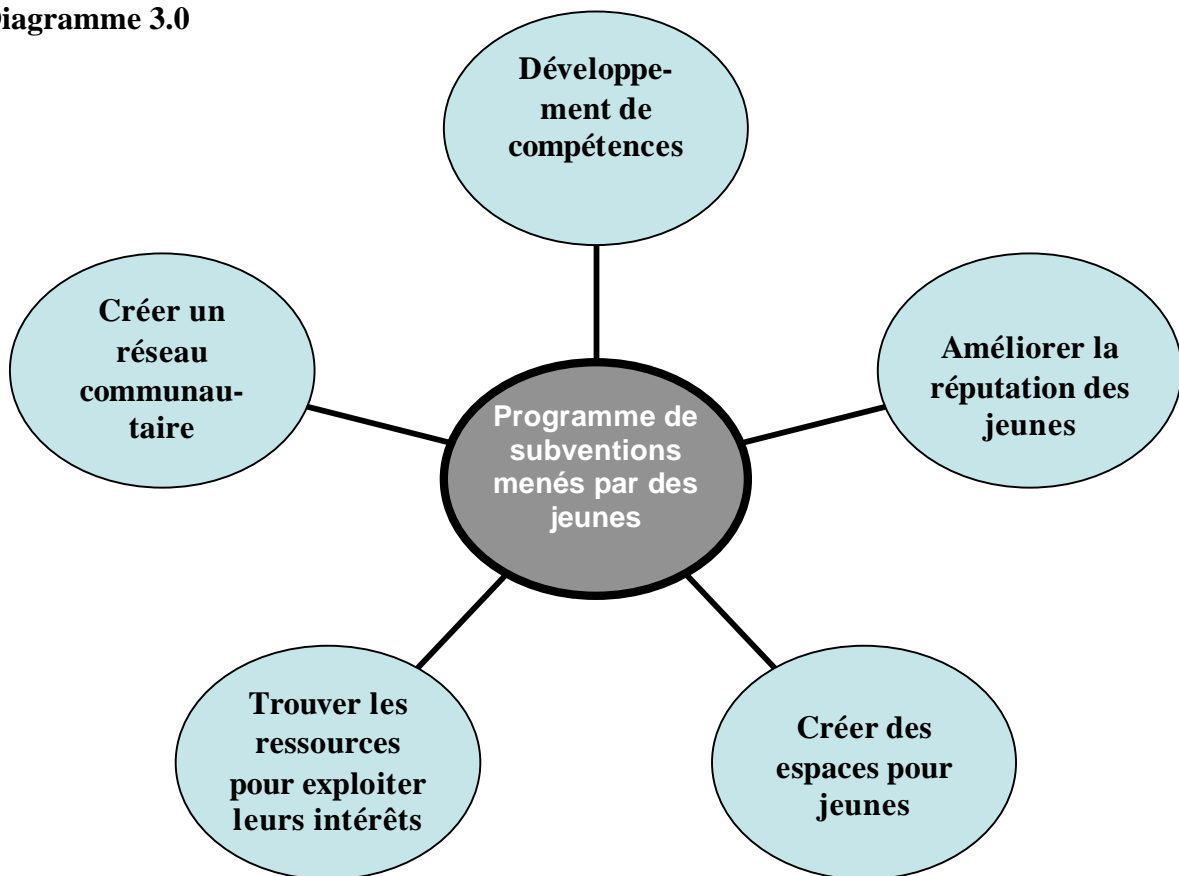 iagramme 3.0
Développe-
ment de
compétences
Créer un
réseau
communau-
taire
Améliorer la
réputation des
jeunes
Programme de
subventions
menés par des
jeunes
Trouver les
ressources
pour exploiter
leurs intérêts
Créer des
espaces pour
jeunes